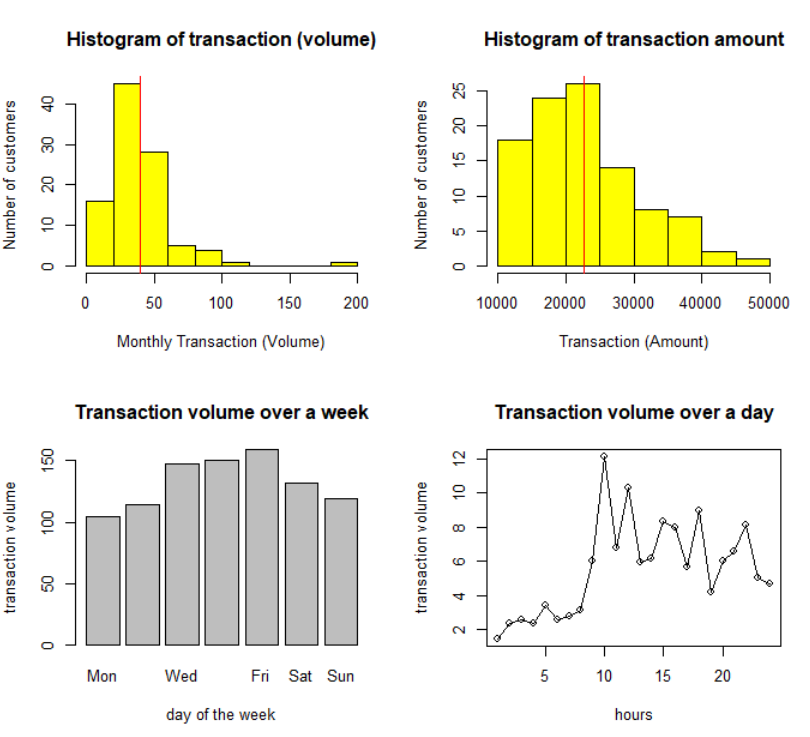 Histogram of transaction (volume)
Number of customers
0 10 20 30 40
0 50 100 150 200
Monthly Transaction (Volume)
Histogram of transaction amount
Number of customers
0 5 10 15 20 25
10000 20000 30000 40000 50000
Transaction (Amount)
Transaction volume over a week
transaction volume
0 50 100 150
Mon Wed Fri Sat Sun
day of the week
Transaction volume over a day
transaction volume
2 4 6 8 10 12
5 10 15 20
hours